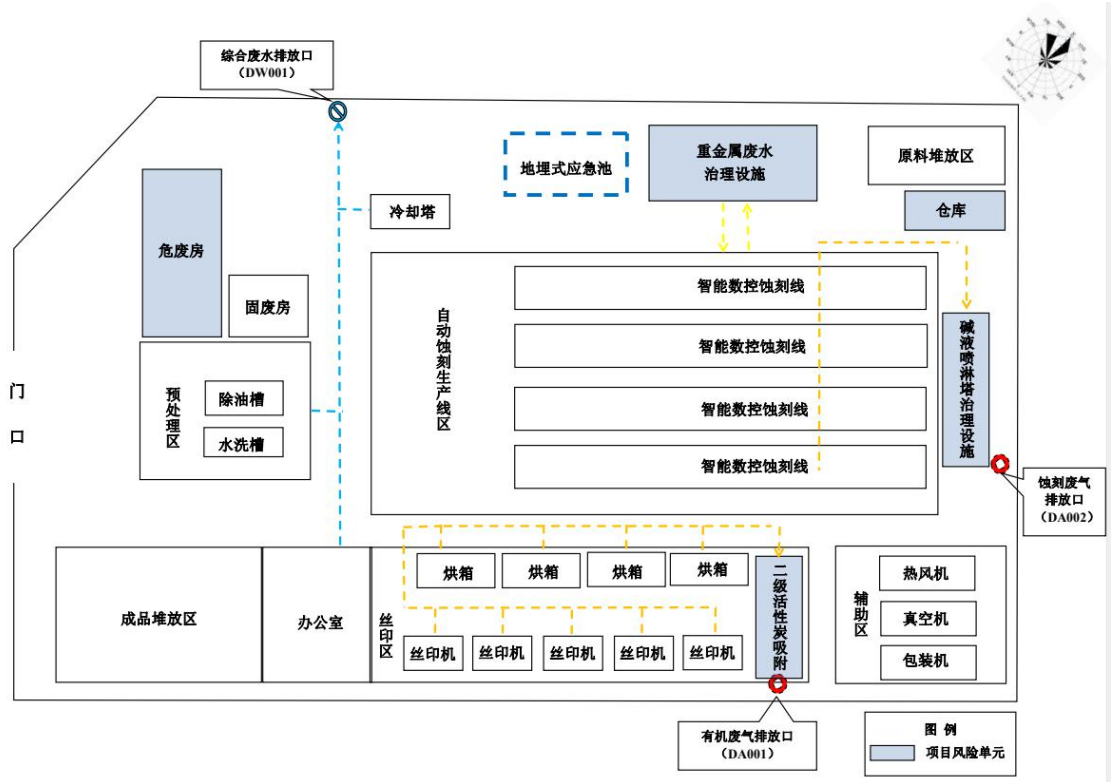 综合废水排放口
（DW001）
地埋式应急池
重金属废水
治理设施
原料堆放区
仓库
冷却塔
危废房
固废房
门
口
预处理区
除油槽
水洗槽
自动蚀刻生产线区
智能数控蚀刻线
智能数控蚀刻线
智能数控蚀刻线
智能数控蚀刻线
碱液喷淋塔治理设施
蚀刻废气
排放口
（DA002）
成品堆放区
办公室
丝印区
烘箱
烘箱
烘箱
烘箱
丝印机
丝印机
丝印机
丝印机
丝印机
二级活性炭吸附
辅助区
热风机
真空机
包装机
有机废气排放口
（DA001）
图 例
项目风险单元